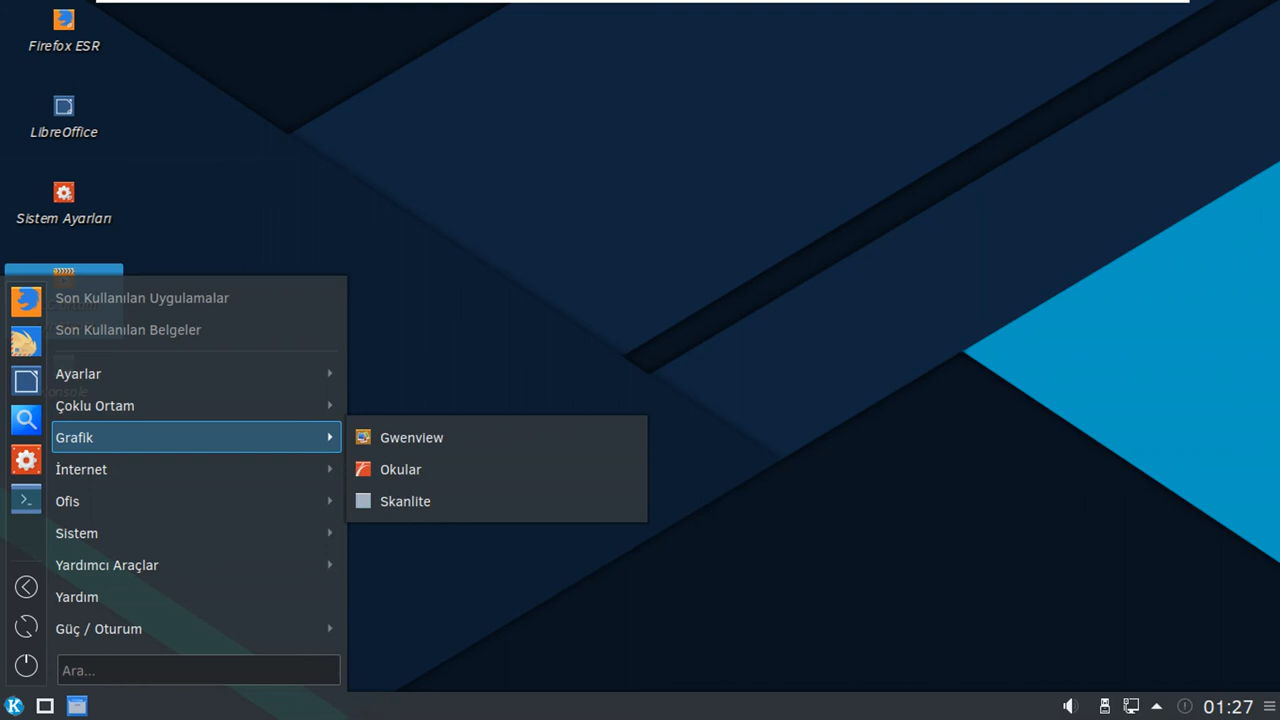 Firefox ESR
LibreOffice
Sistem Ayarları
Son Kullanılan Uygulamalar
Son Kullanılan Belgeler
Ayarlar
Çoklu Ortam
Grafik
İnternet
Ofis
Sistem
Yardımcı Araçlar
Yardım
Güç / Oturum
Ara...
Gwenview
Okular
Skanlite
01:27